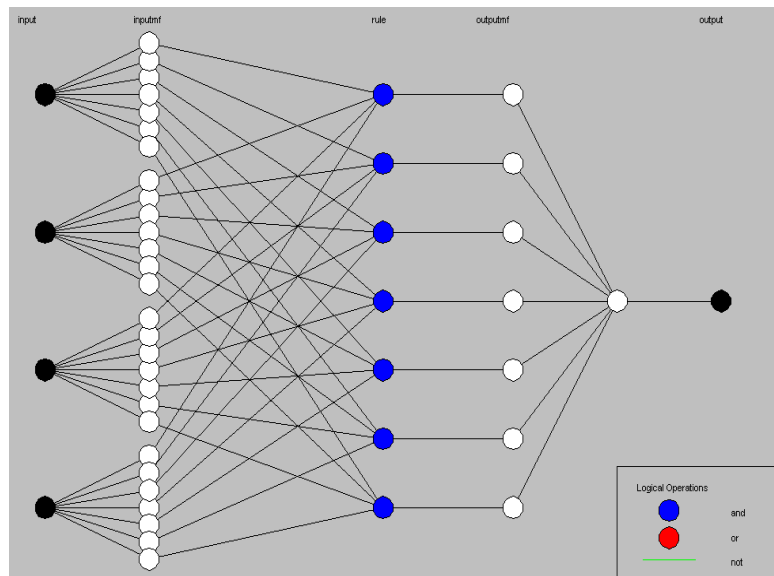 input inputmf rule outputmf output
Logical Operations
and
or
not